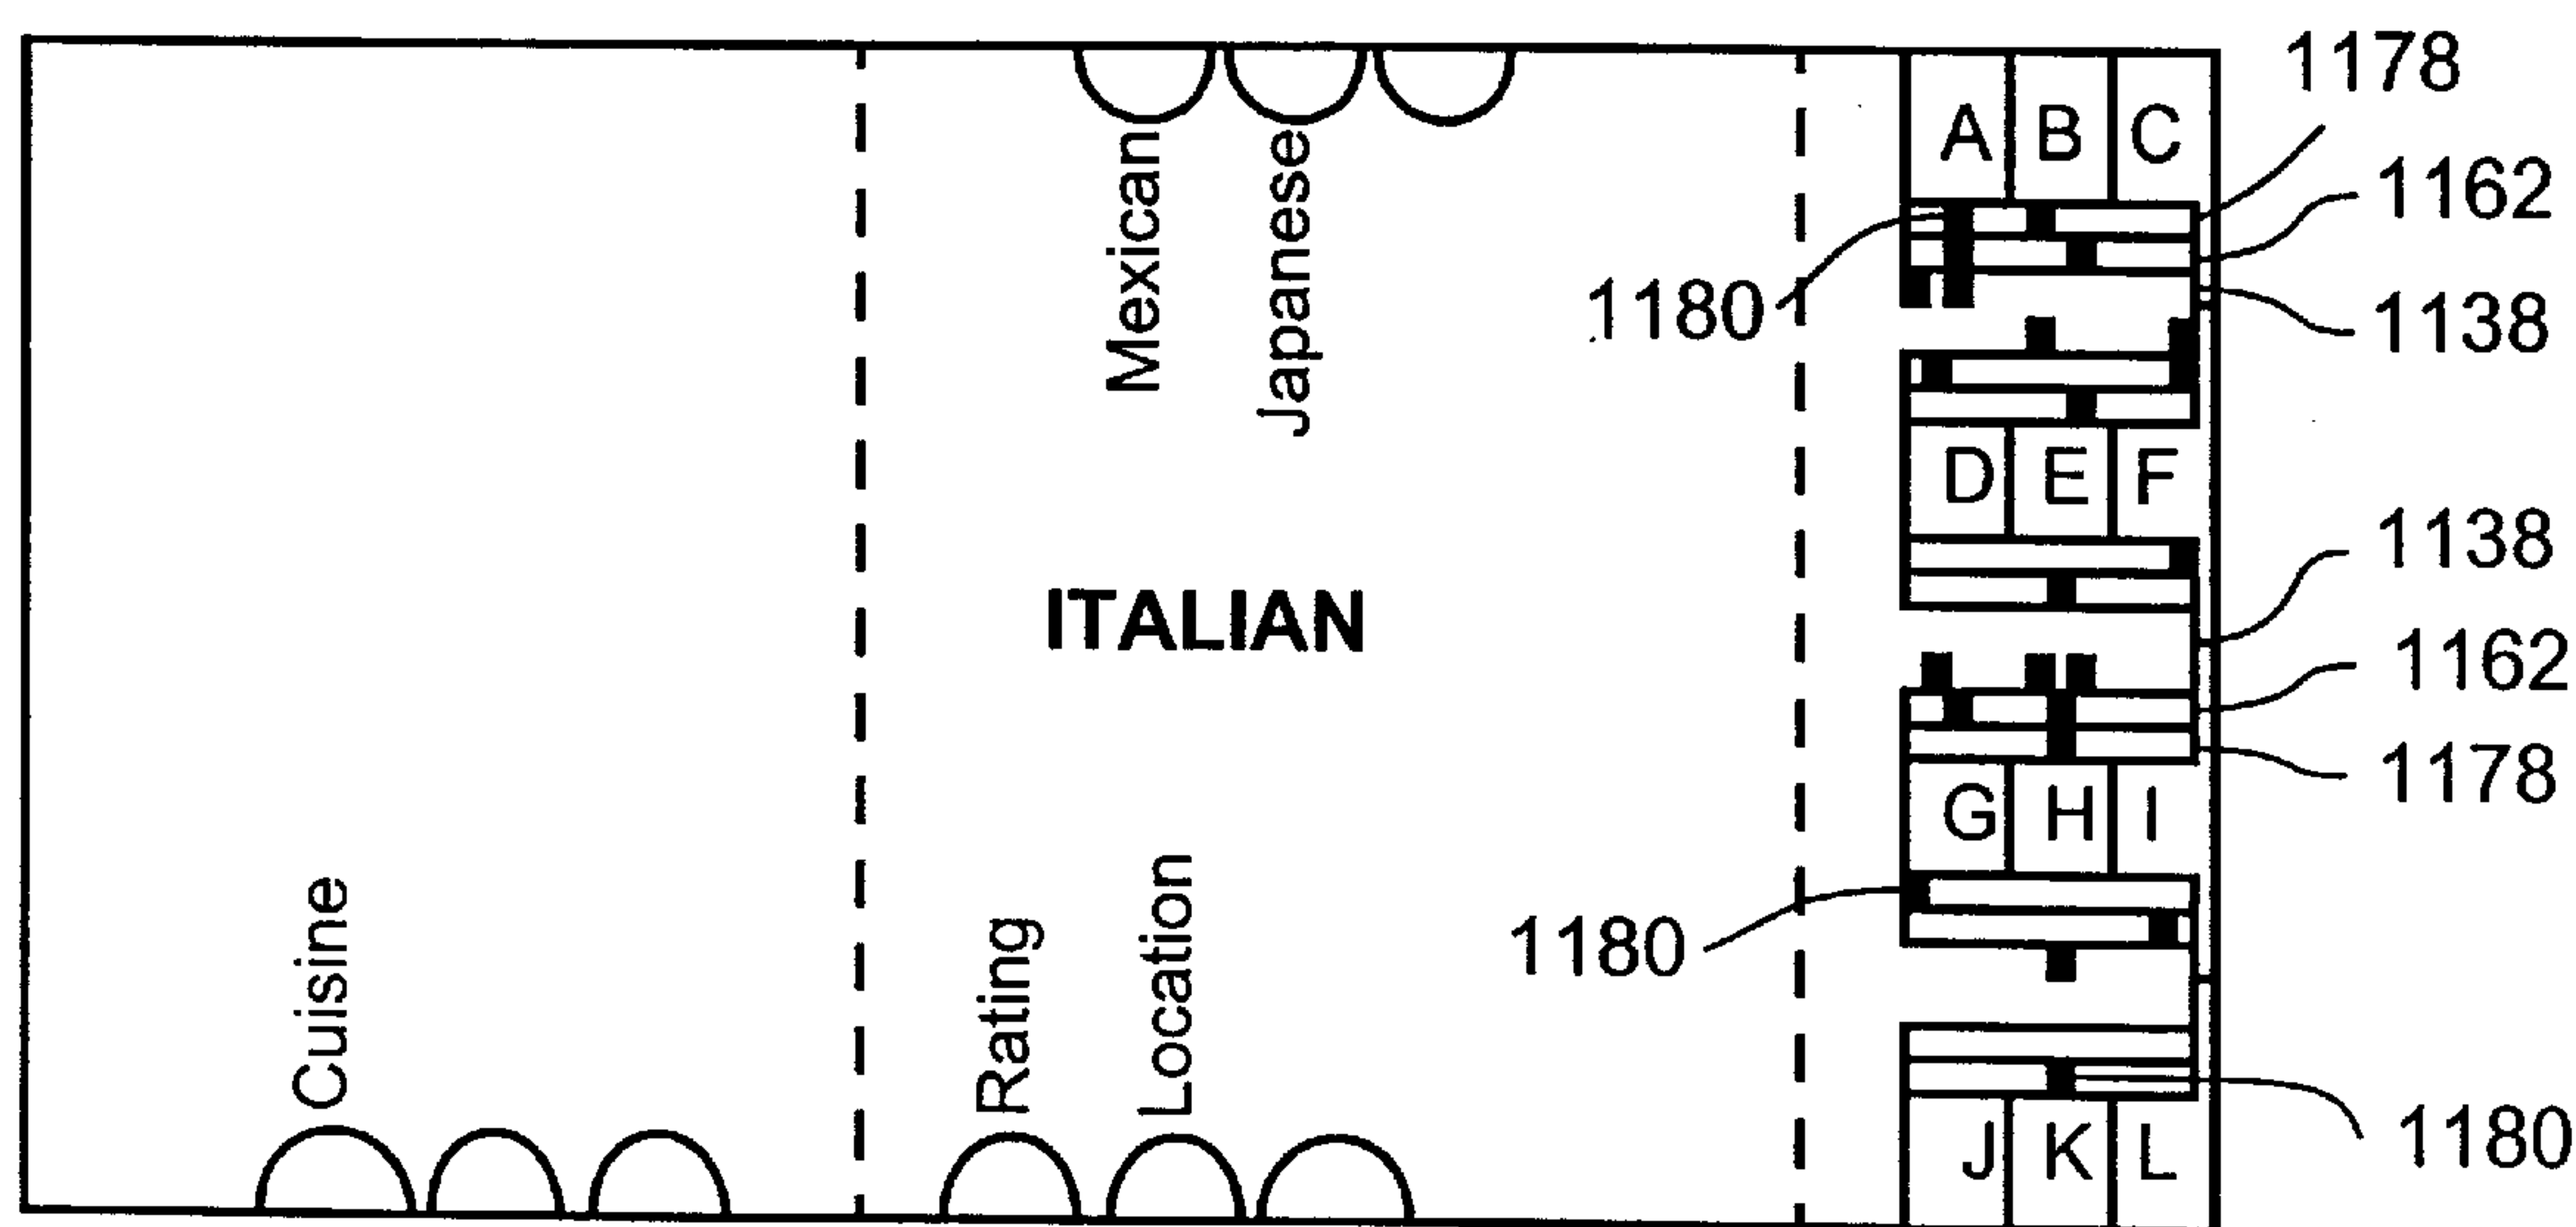 1178
A B C
1162
1180
1138
Mexican
Japanese
D E F
1138
ITALIAN
1162
1178
G H I
Cuisine
Rating
Location
1180
1180
J K L